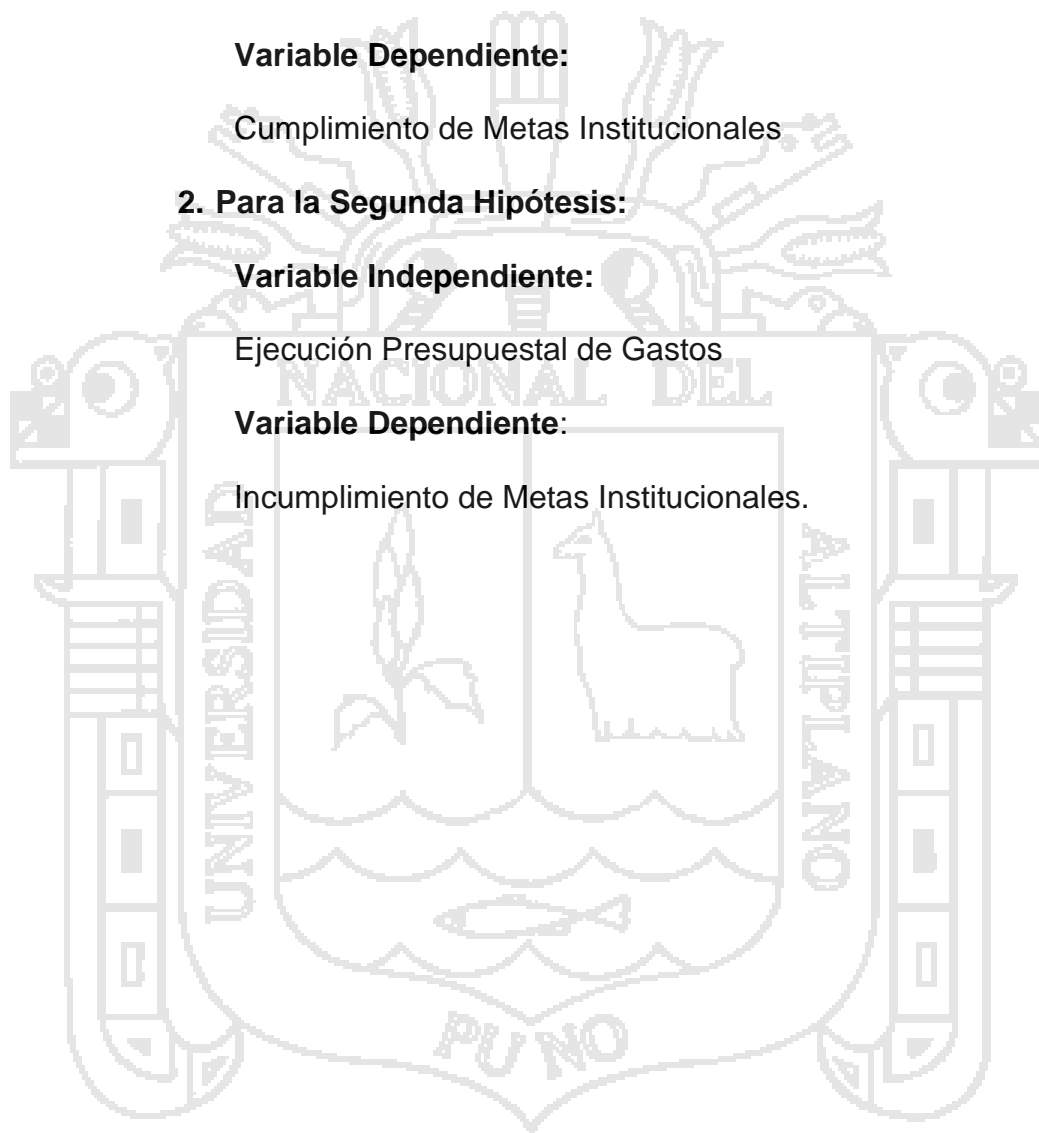 Variable Dependiente:
Cumplimiento de Metas Institucionales
2. Para la Segunda Hipótesis:
Variable Independiente:
Ejecución Presupuestal de Gastos
NACIONAL DEL
Variable Dependiente:
Incumplimiento de Metas Institucionales.
UNIVERSIDAD
ALTIPLANO
PUNO